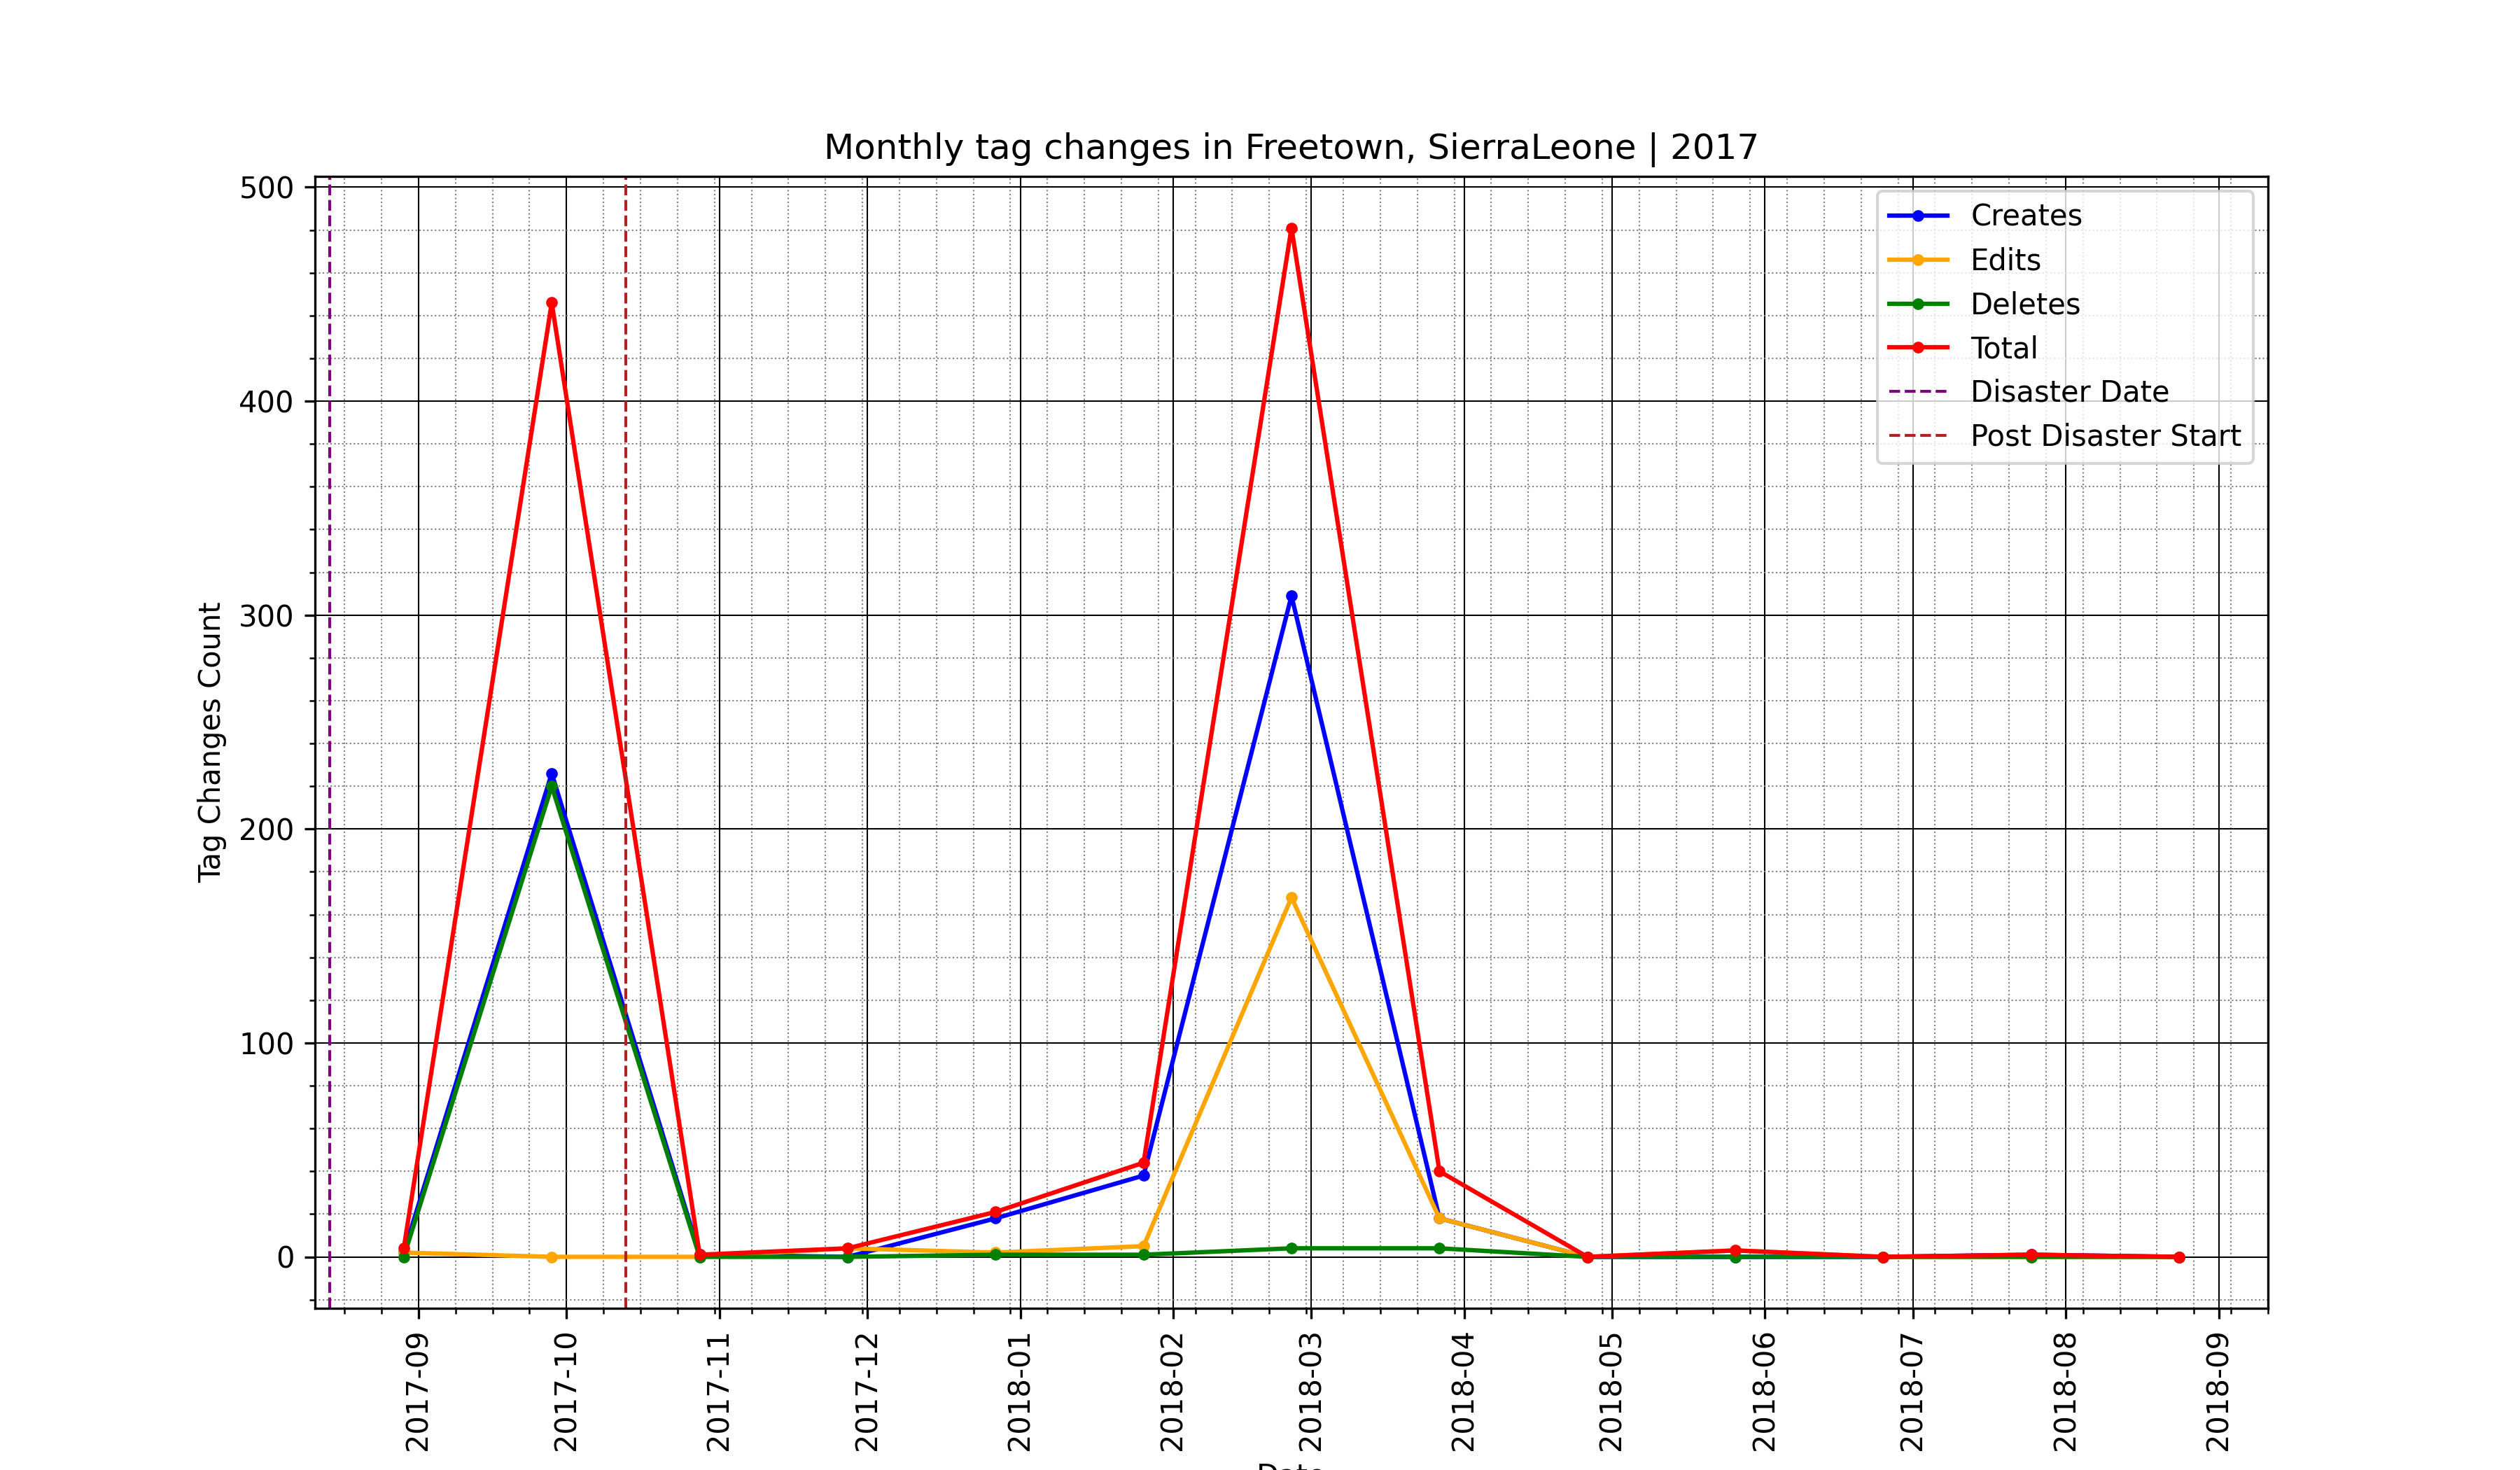 Monthly tag changes in Freetown, SierraLeone | 2017
500
400
300
200
100
0
Tag Changes Count
Creates
Edits
Deletes
Total
Disaster Date
Post Disaster Start
2017-09
2017-10
2017-11
2017-12
2018-01
2018-02
2018-03
2018-04
2018-05
2018-06
2018-07
2018-08
2018-09
Date